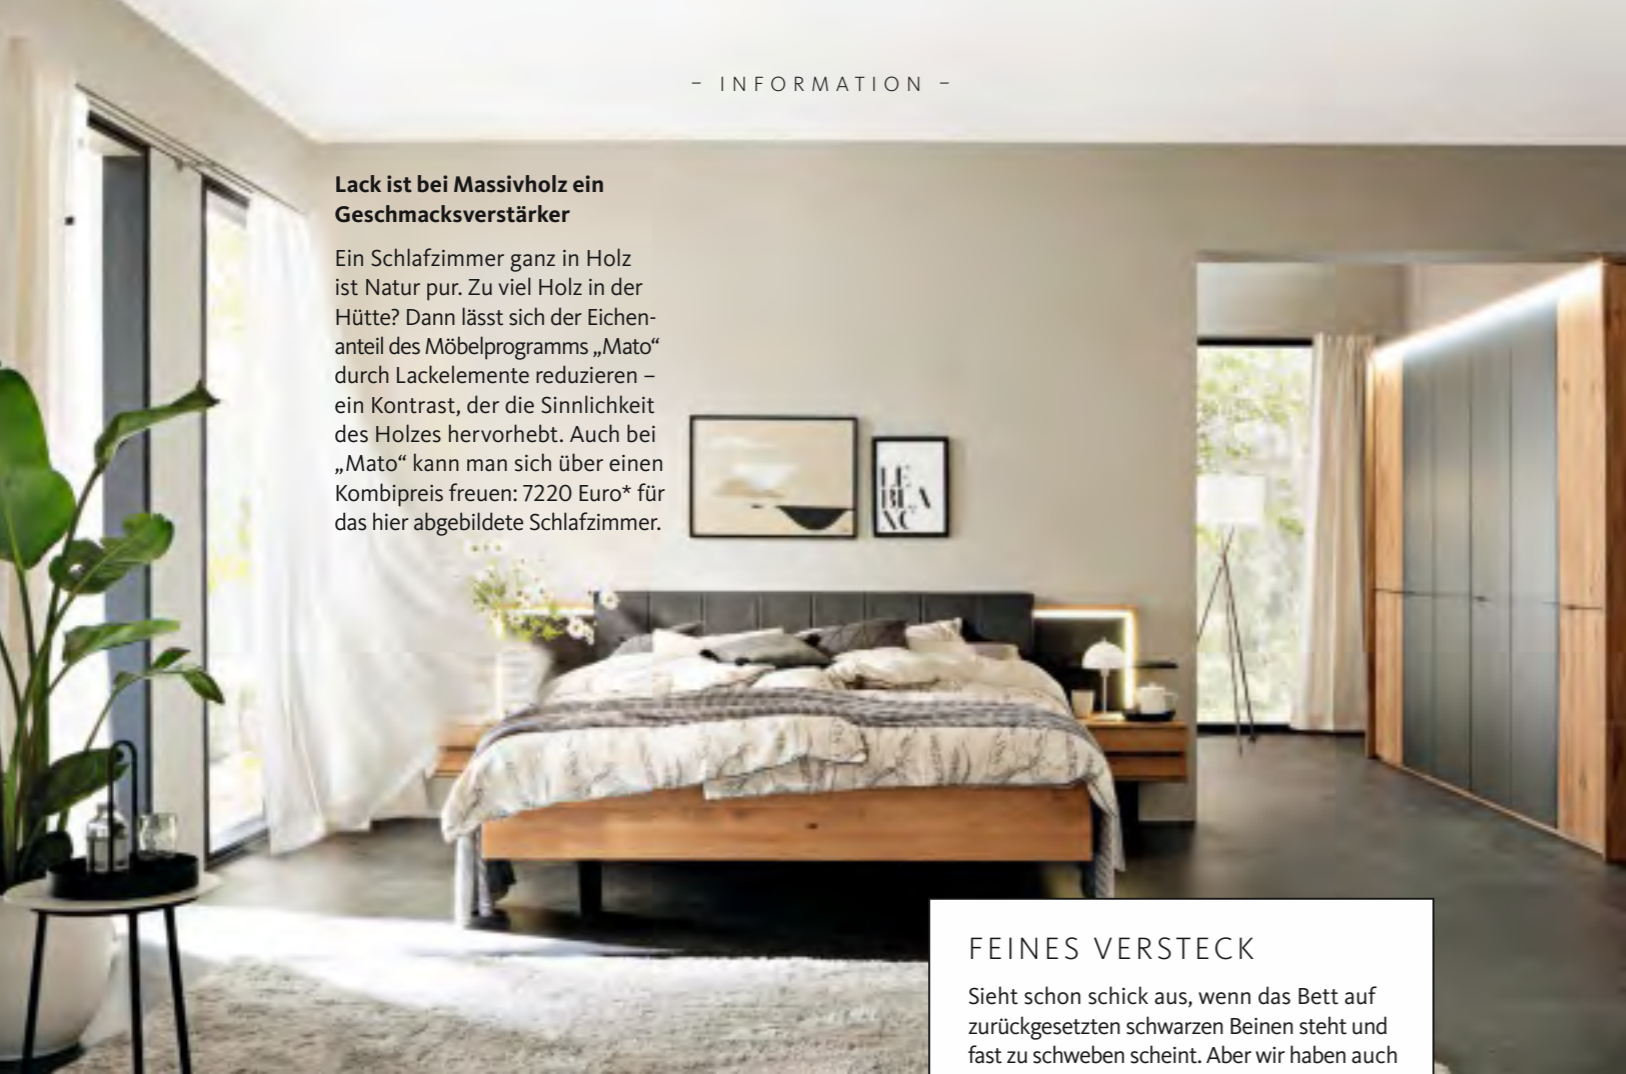 – INFORMATION –
Lack ist bei Massivholz ein
Geschmacksverstärker
Ein Schlafzimmer ganz in Holz
ist Natur pur. Zu viel Holz in der
Hütte? Dann lässt sich der Eichen-
anteil des Möbelprogramms „Mato“
durch Lackelemente reduzieren –
ein Kontrast, der die Sinnlichkeit
des Holzes hervorhebt. Auch bei
„Mato“ kann man sich über einen
Kombipreis freuen: 7220 Euro* für
das hier abgebildete Schlafzimmer.
LE
BLA
NC
FEINES VERSTECK
Sieht schon schick aus, wenn das Bett auf
zurückgesetzten schwarzen Beinen steht und
fast zu schweben scheint. Aber wir haben auch